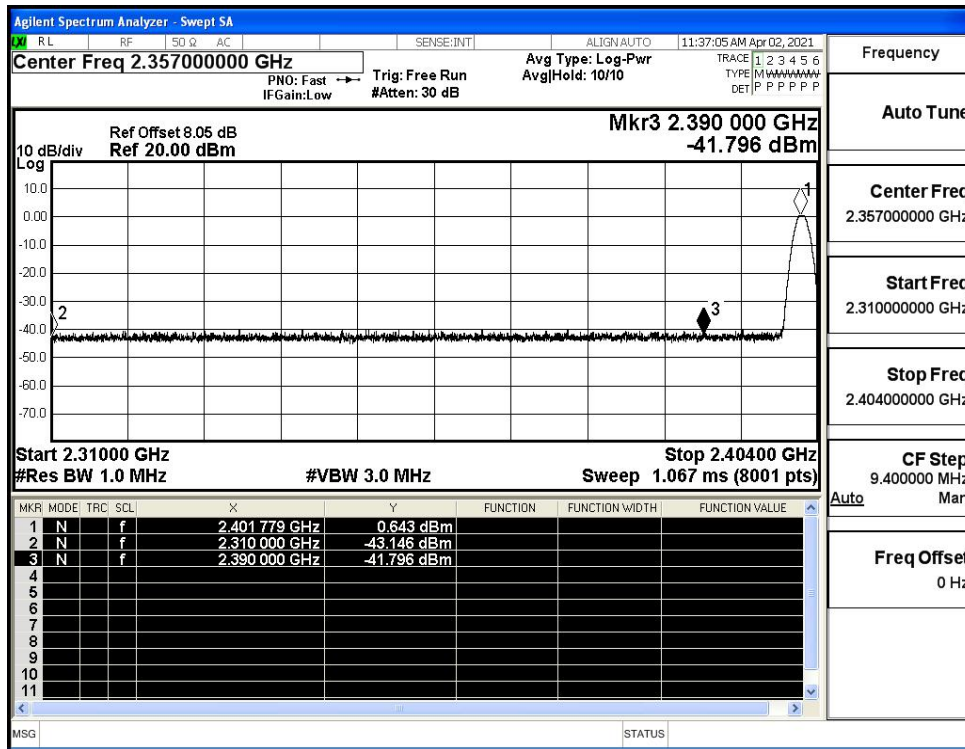 Agilent Spectrum Analyzer - Swept SA
LXI RL RF 50 Ω AC SENSE:INT ALIGNAUTO 11:37:05 AM Apr 02, 2021
Center Freq 2.357000000 GHz
PNO: Fast
IFGain:Low
Trig: Free Run
#Atten: 30 dB
Avg Type: Log-Pwr
Avg|Hold: 10/10
TRACE 1 2 3 4 5 6
TYPE M WWWWW
DET P P P P P P
Ref Offset 8.05 dB
10 dB/div Ref 20.00 dBm
Log
Mkr3 2.390 000 GHz
-41.796 dBm
10.0
0.00
-10.0
-20.0
-30.0
-40.0
-50.0
-60.0
-70.0
1
2
3
Start 2.31000 GHz Stop 2.40400 GHz
#Res BW 1.0 MHz #VBW 3.0 MHz Sweep 1.067 ms (8001 pts)
MKR MODE TRC SCL X Y FUNCTION FUNCTION WIDTH FUNCTION VALUE
1 N f 2.401 779 GHz 0.643 dBm
2 N f 2.310 000 GHz -43.146 dBm
3 N f 2.390 000 GHz -41.796 dBm
4
5
6
7
8
9
10
11
MSG STATUS
Frequency
Auto Tune
Center Freq
2.357000000 GHz
Start Freq
2.310000000 GHz
Stop Freq
2.404000000 GHz
CF Step
9.400000 MHz
Auto Man
Freq Offset
0 Hz